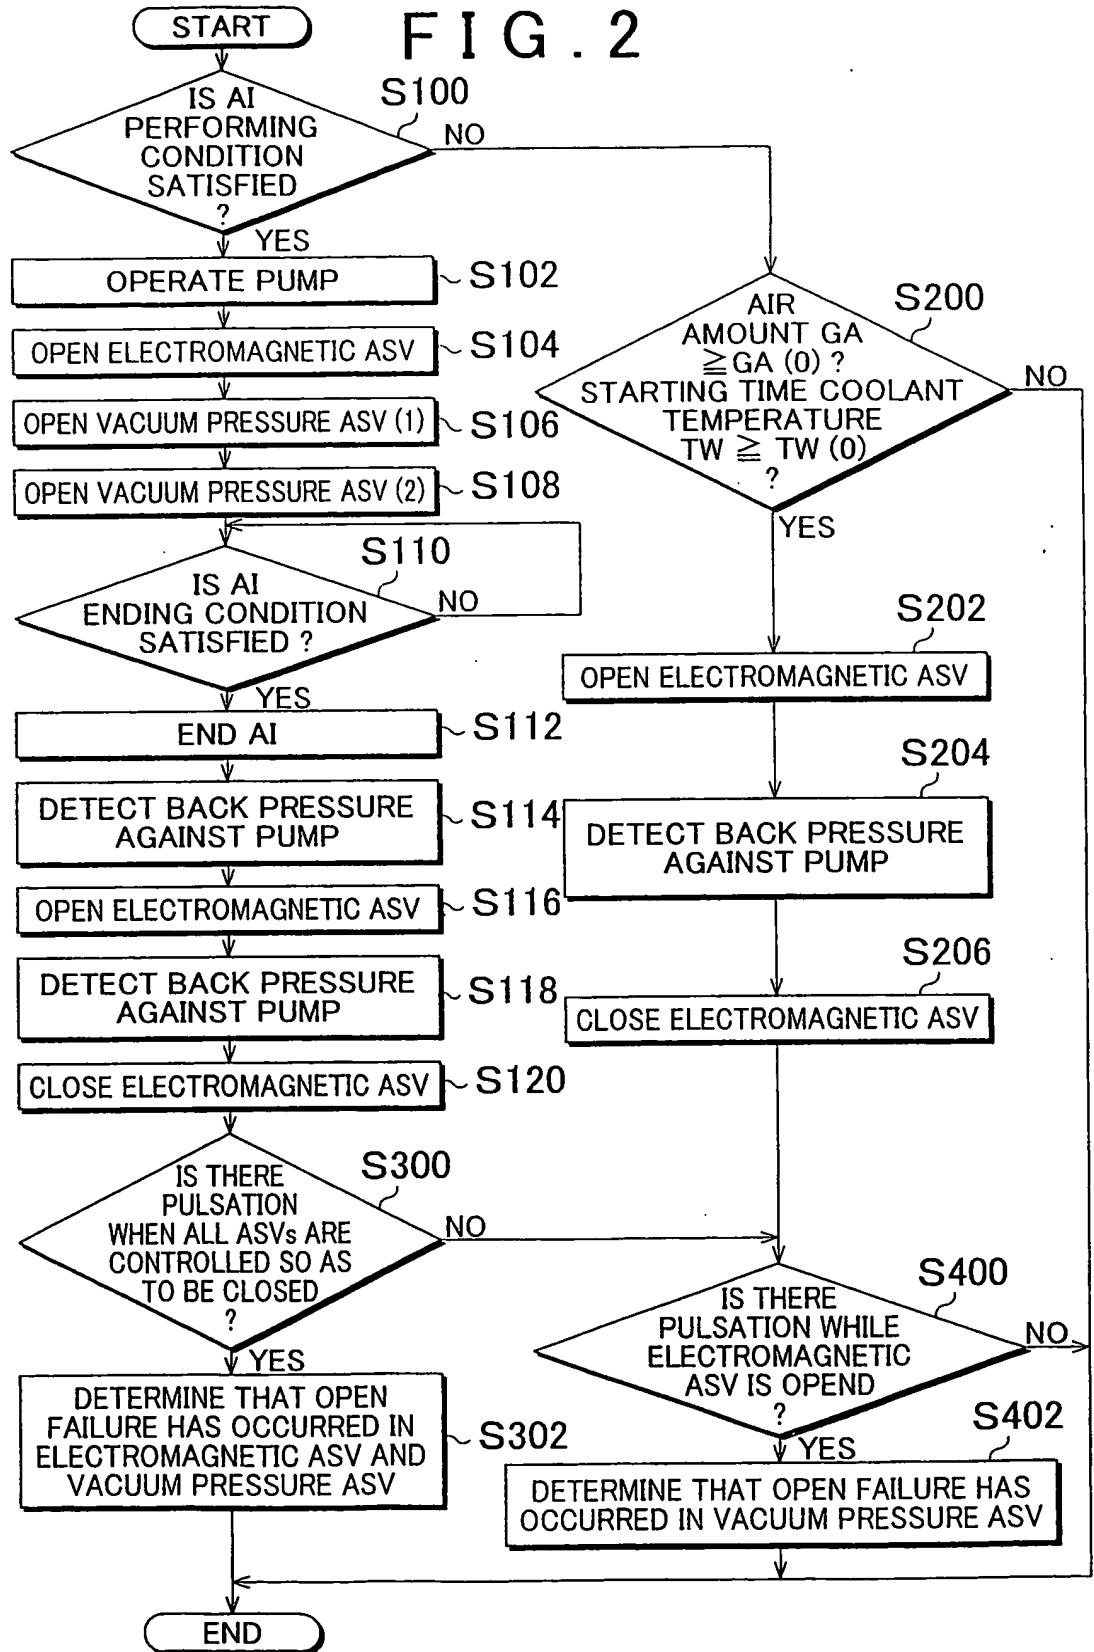 FIG.2
START
S100
IS AI
PERFORMING
CONDITION
SATISFIED
?
NO
YES
OPERATE PUMP
S102
OPEN ELECTROMAGNETIC ASV
S104
OPEN VACUUM PRESSURE ASV (1)
S106
OPEN VACUUM PRESSURE ASV (2)
S108
S110
IS AI
ENDING CONDITION
SATISFIED ?
NO
YES
END AI
S112
DETECT BACK PRESSURE
AGAINST PUMP
S114
OPEN ELECTROMAGNETIC ASV
S116
DETECT BACK PRESSURE
AGAINST PUMP
S118
CLOSE ELECTROMAGNETIC ASV
S120
S300
IS THERE
PULSATION
WHEN ALL ASVs ARE
CONTROLLED SO AS
TO BE CLOSED
?
NO
YES
DETERMINE THAT OPEN
FAILURE HAS OCCURRED IN
ELECTROMAGNETIC ASV AND
VACUUM PRESSURE ASV
S302
S200
AIR
AMOUNT GA
≧GA (0) ?
STARTING TIME COOLANT
TEMPERATURE
TW ≧ TW (0)
?
NO
YES
S202
OPEN ELECTROMAGNETIC ASV
S204
DETECT BACK PRESSURE
AGAINST PUMP
S206
CLOSE ELECTROMAGNETIC ASV
S400
IS THERE
PULSATION WHILE
ELECTROMAGNETIC
ASV IS OPEND
?
NO
YES
S402
DETERMINE THAT OPEN FAILURE HAS
OCCURRED IN VACUUM PRESSURE ASV
END